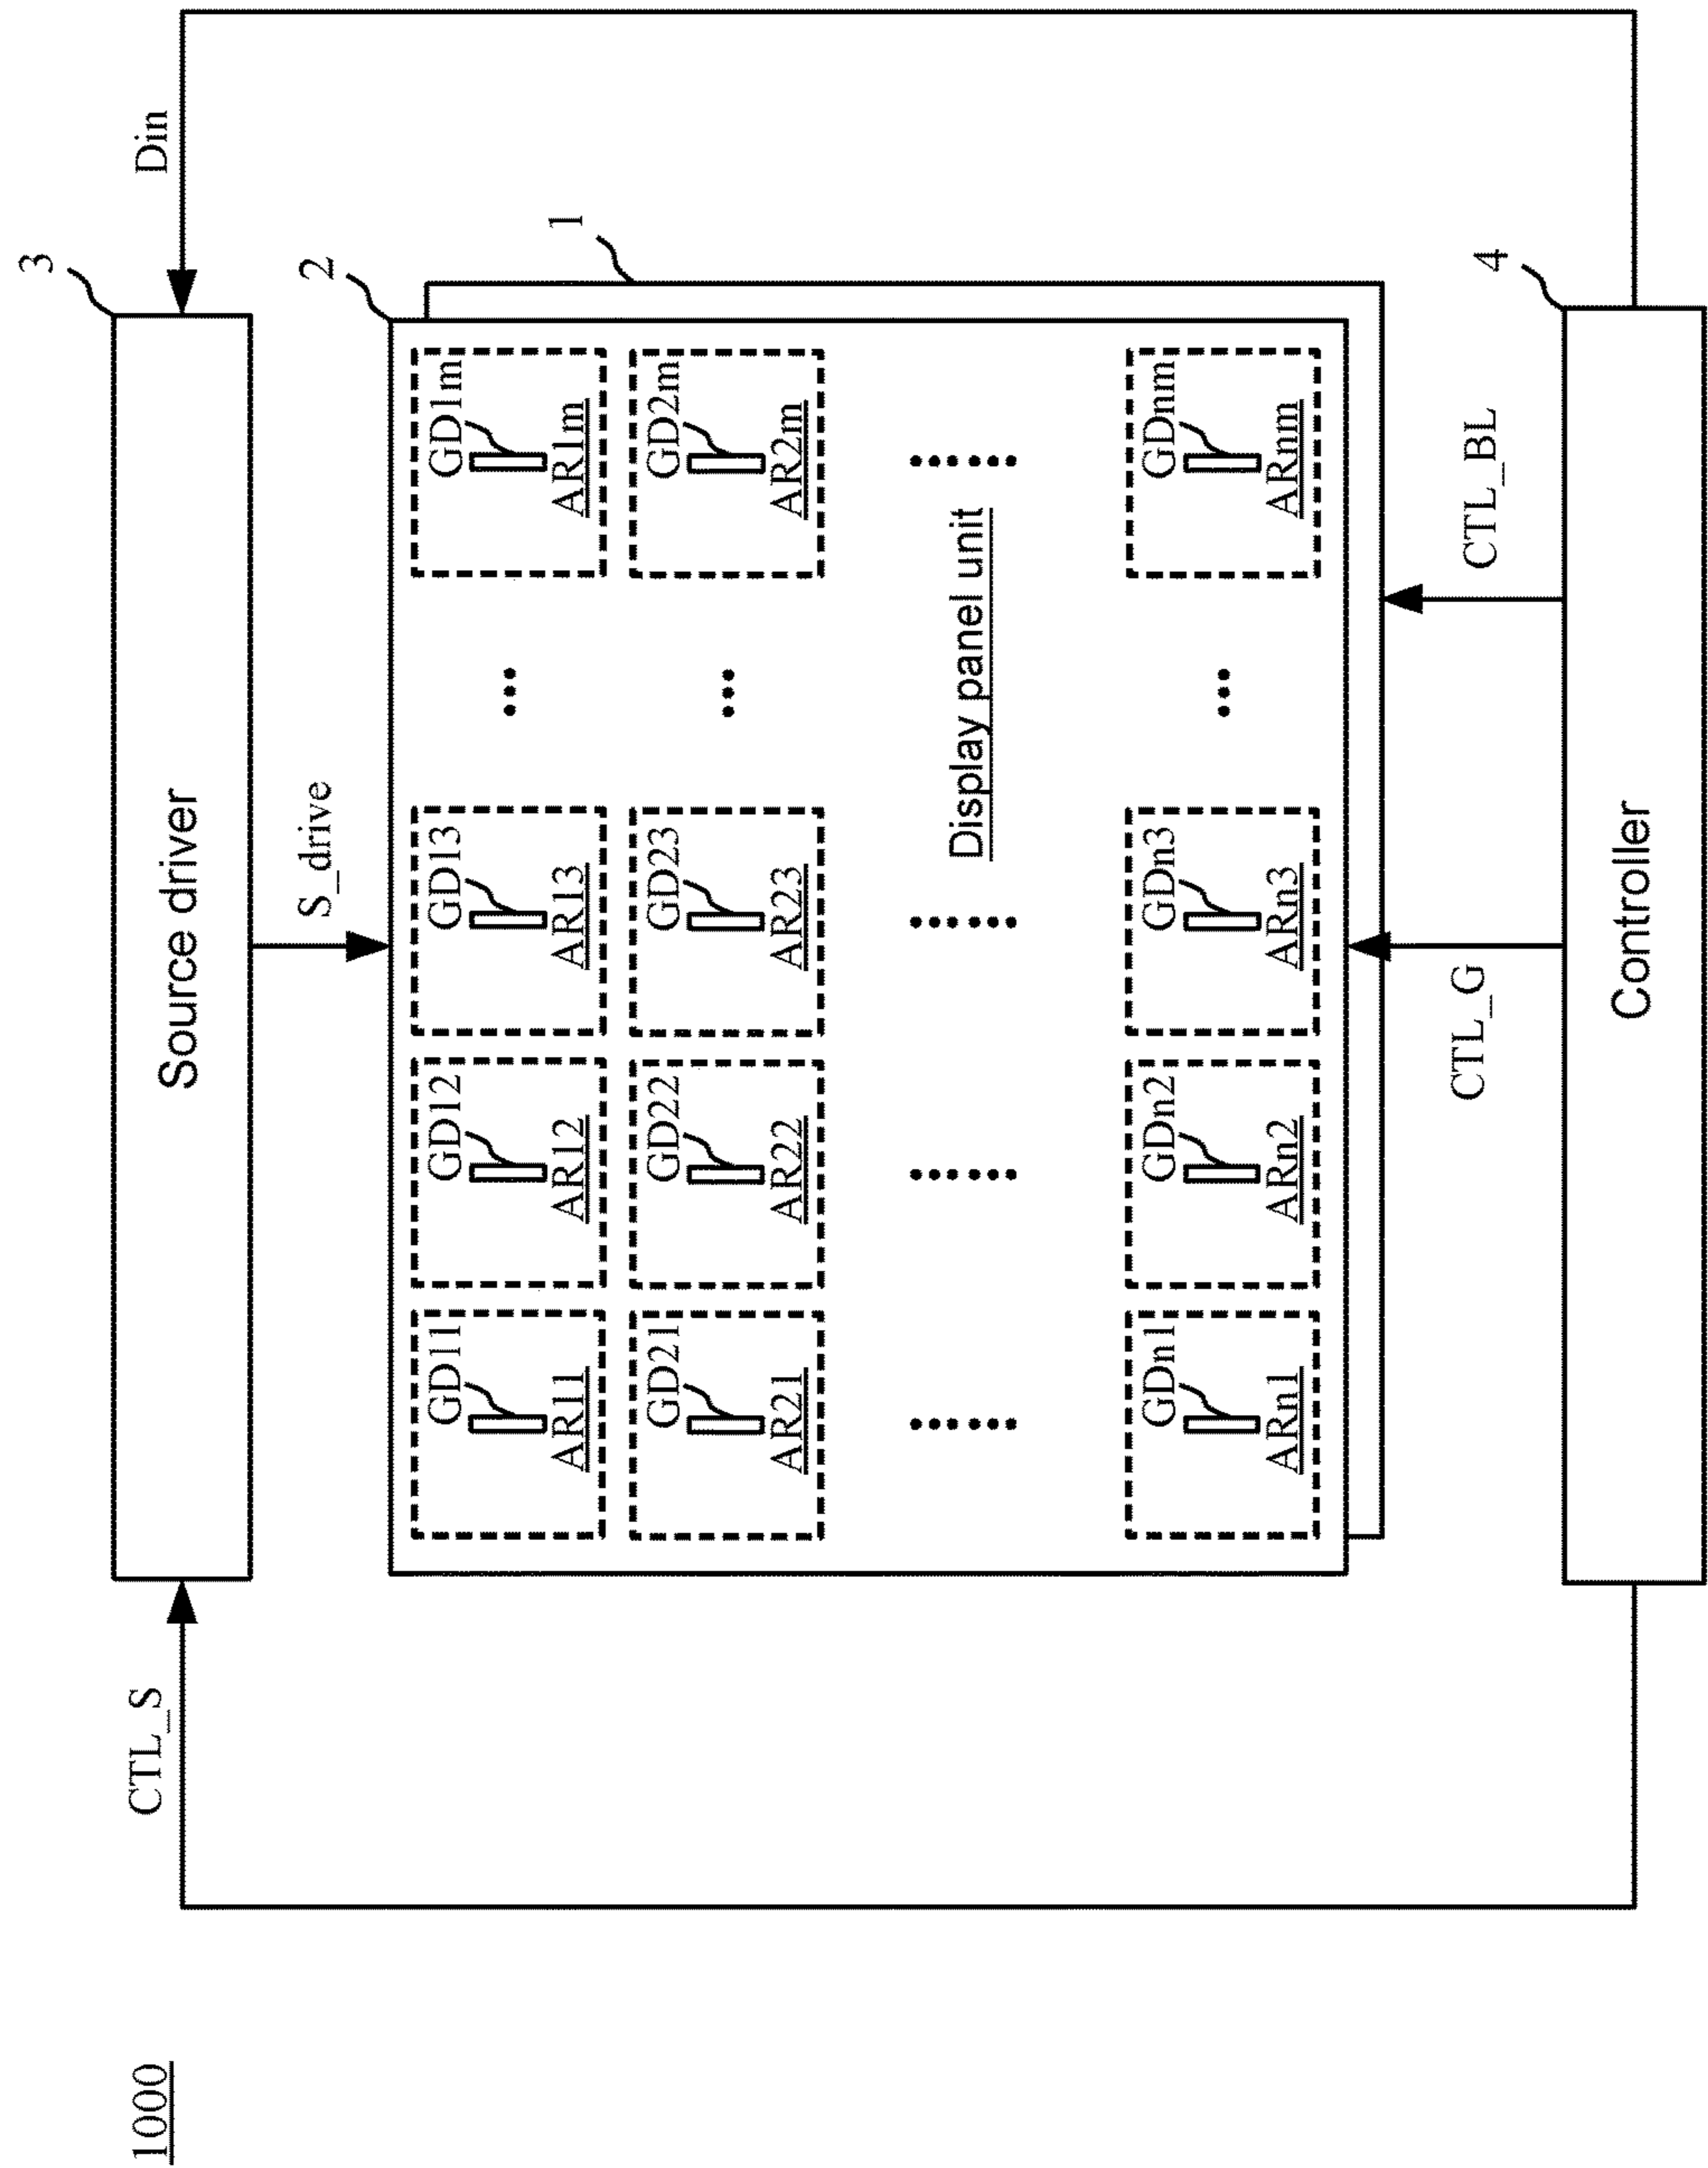 1000
CTL_S
Din
3
Source driver
S_drive
2
1
GD11
GD12
GD13
GD1m
AR11
AR12
AR13
...
AR1m
GD21
GD22
GD23
GD2m
AR21
AR22
AR23
...
AR2m
Display panel unit
GDn1
GDn2
GDn3
GDnm
ARn1
ARn2
ARn3
...
ARnm
CTL_G
CTL_BL
4
Controller